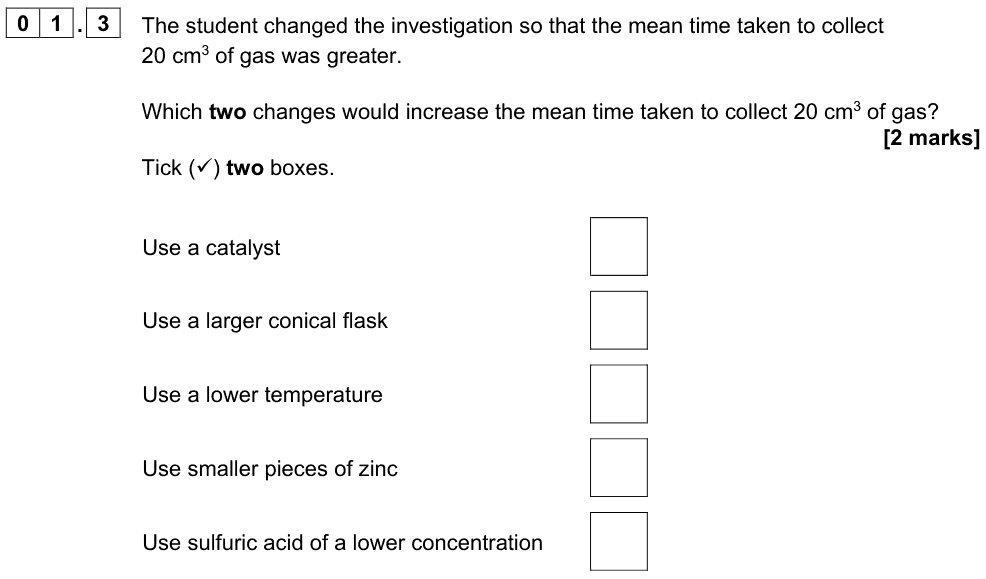 01.3 The student changed the investigation so that the mean time taken to collect
20 cm³ of gas was greater.
Which two changes would increase the mean time taken to collect 20 cm³ of gas?
[2 marks]
Tick (✓) two boxes.
Use a catalyst
Use a larger conical flask
Use a lower temperature
Use smaller pieces of zinc
Use sulfuric acid of a lower concentration